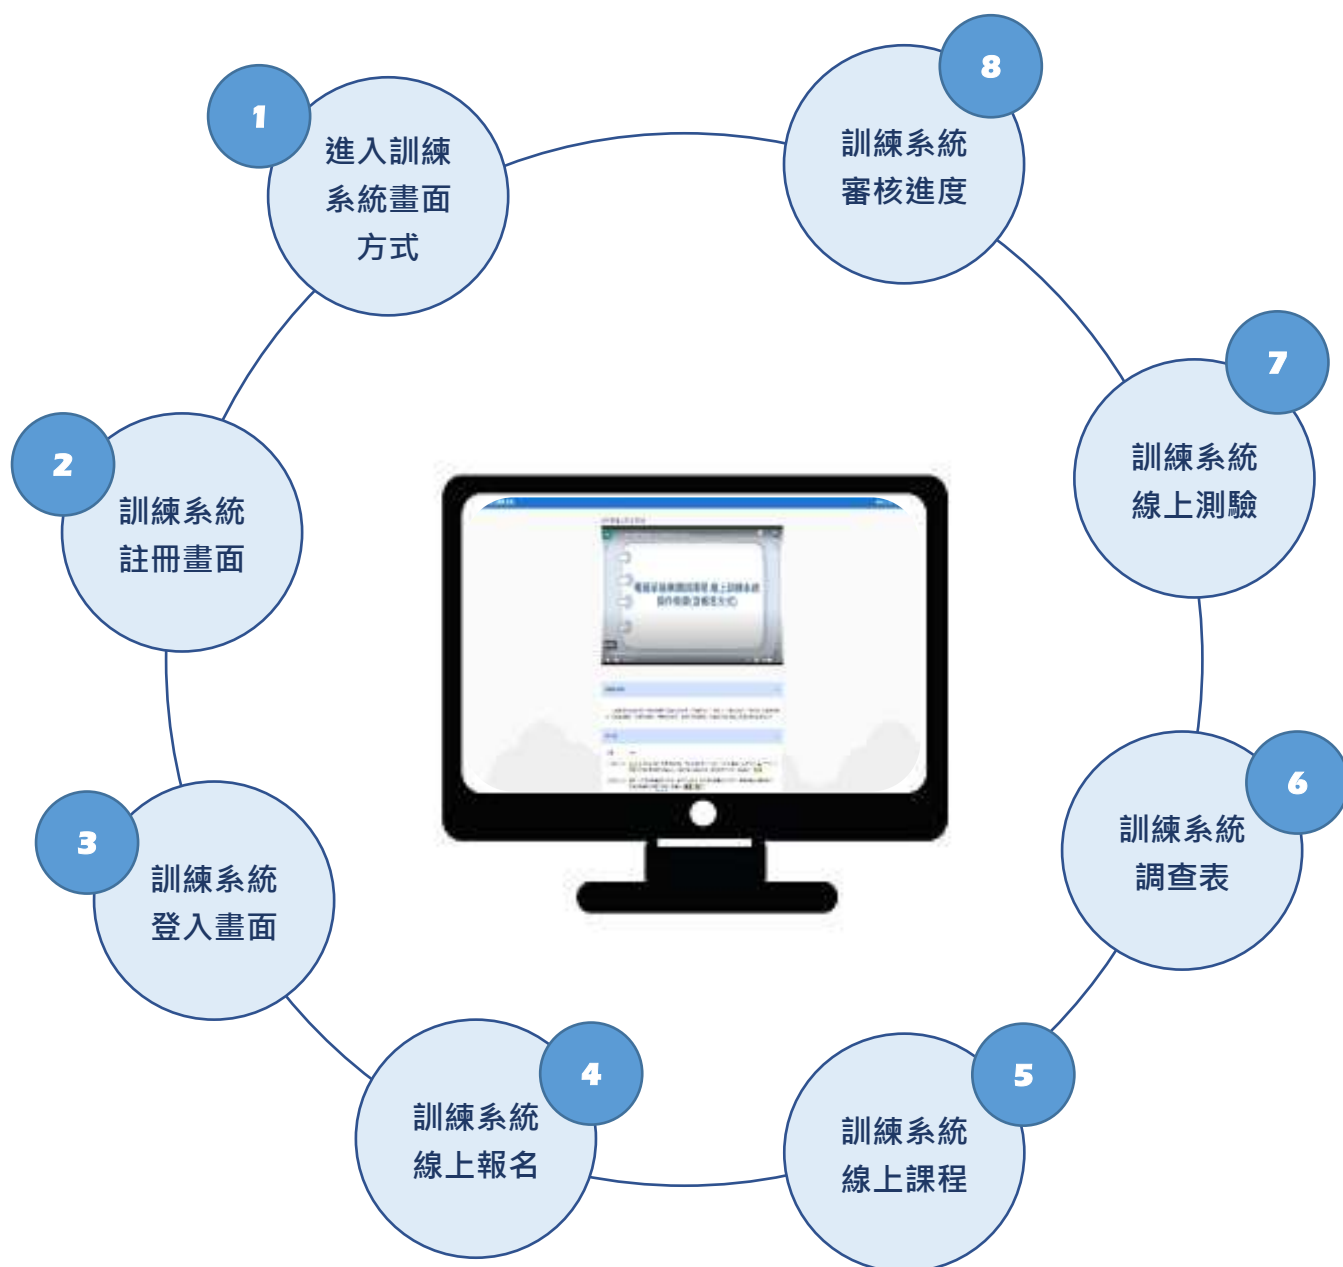 1
進入訓練
系統畫面
方式
2
訓練系統
註冊畫面
3
訓練系統
登入畫面
4
訓練系統
線上報名
5
訓練系統
線上課程
6
訓練系統
調查表
7
訓練系統
線上測驗
8
訓練系統
審核進度